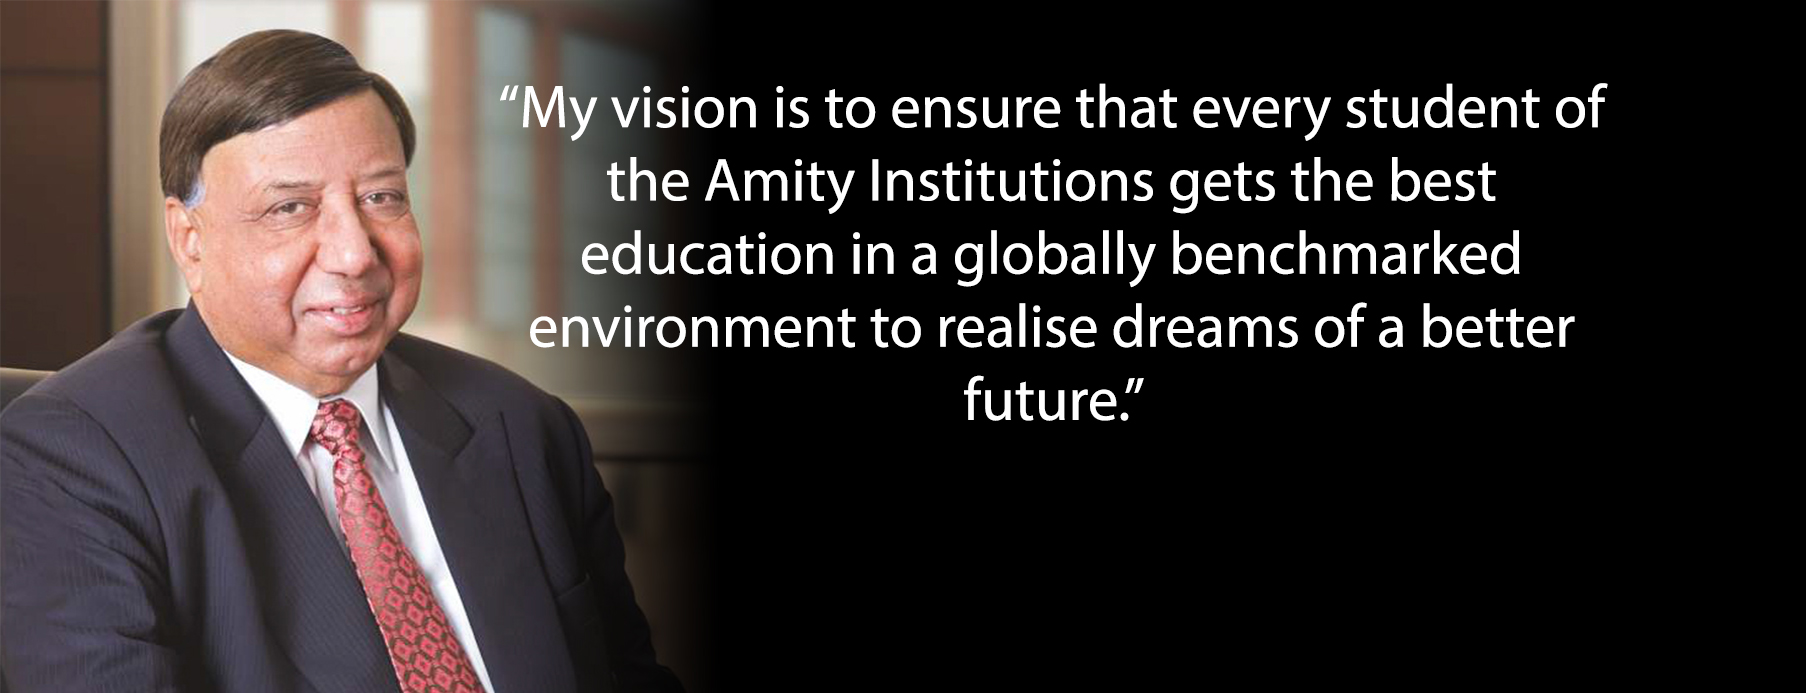 “My vision is to ensure that every student of
the Amity Institutions gets the best
education in a globally benchmarked
environment to realise dreams of a better
future.”